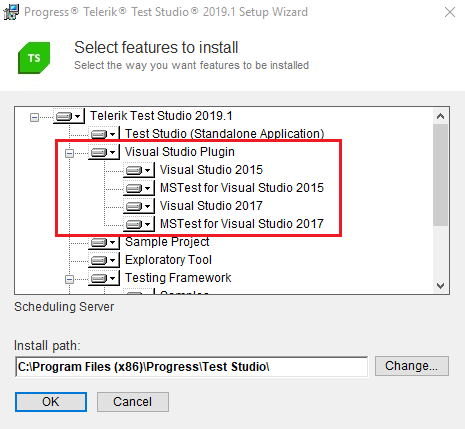 Progress® Telerik® Test Studio® 2019.1 Setup Wizard
TS
Select features to install
Select the way you want features to be installed
Telerik Test Studio 2019.1
Test Studio (Standalone Application)
Visual Studio Plugin
Visual Studio 2015
MSTest for Visual Studio 2015
Visual Studio 2017
MSTest for Visual Studio 2017
Sample Project
Exploratory Tool
Testing Framework
Samples
Scheduling Server
Install path:
C:\Program Files (x86)\Progress\Test Studio\
Change...
OK
Cancel